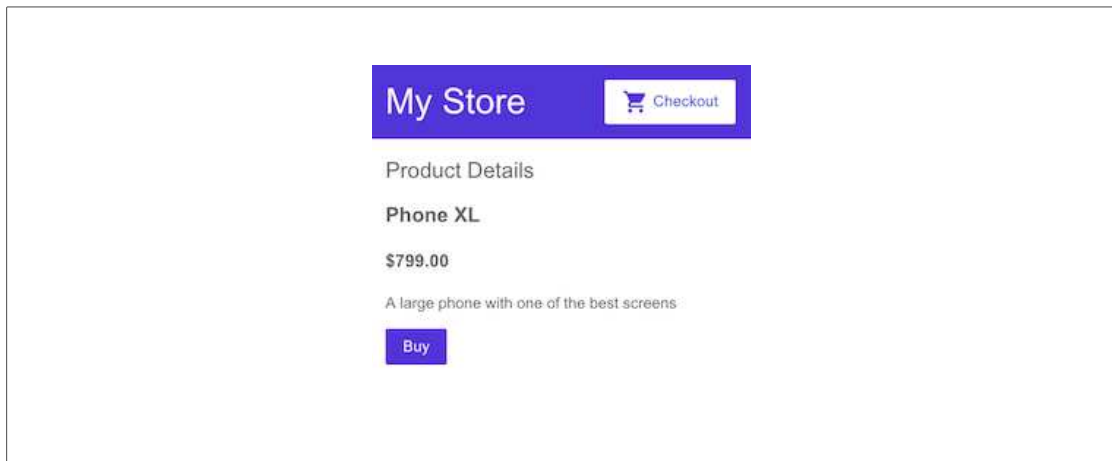 My Store
Checkout
Product Details
Phone XL
$799.00
A large phone with one of the best screens
Buy